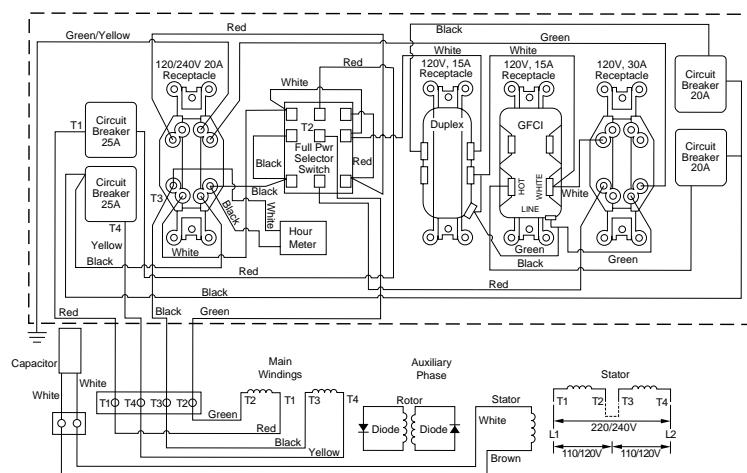 Red
Black
Green/Yellow
White
Red
White
Green
120/240V 20A
Receptacle
120V, 15A
Receptacle
120V, 15A
Receptacle
120V, 30A
Receptacle
White
Circuit
Breaker
20A
T1
Circuit
Breaker
25A
T2
Full Pwr
Selector
Switch
Duplex
GFCI
Circuit
Breaker
20A
Black
Red
Circuit
Breaker
25A
T3
Black
HOT
WHITE
White
Black
White
LINE
T4
Yellow
Hour
Meter
White
Black
Green
Black
Green
Red
Red
Black
Red
Green
Capacitor
White
White
Main
Windings
Auxiliary
Phase
Stator
T1
T4
T3
T2
T2
T1
T3
T4
Rotor
Stator
T1
T2
T3
T4
Green
Red
Diode
Diode
White
220/240V
L1
L2
Black
110/120V
110/120V
Yellow
Brown